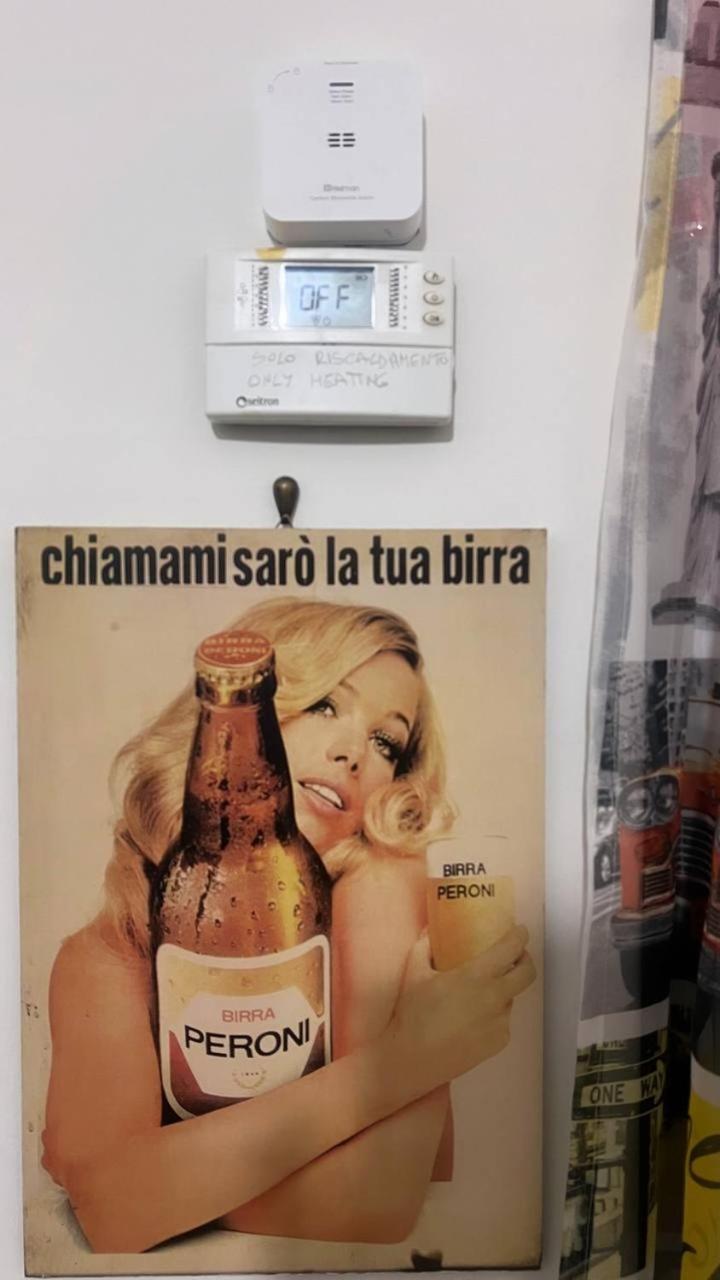 OFF
SOLO RISCALDAMENTO
ONLY HEATING
seitron
chiamami sarò la tua birra
BIRRA
PERONI
BIRRA
PERONI
BIRRA
PERONI
ONE WAY